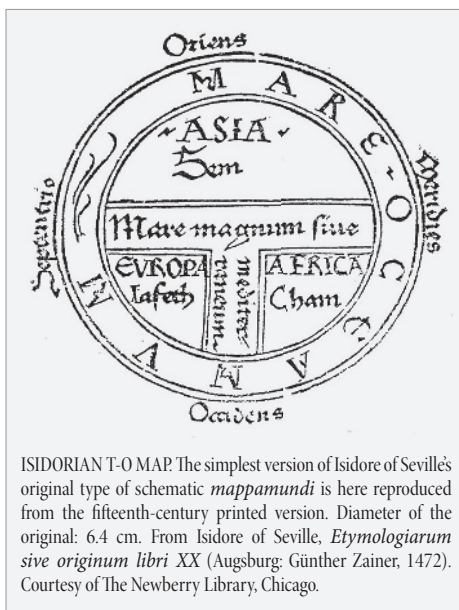 Oriens
MARE~OCEANVM
Meridies
Septentrio
~ASIA~
Sem
Mare magnum siue
mediter
raneum
EVROPA
Iafeth
AFRICA
Cham
Occidens
ISIDORIAN T-O MAP. The simplest version of Isidore of Seville's
original type of schematic mappamundi is here reproduced
from the fifteenth-century printed version. Diameter of the
original: 6.4 cm. From Isidore of Seville, Etymologiarum
sive originum libri XX (Augsburg: Günther Zainer, 1472).
Courtesy of The Newberry Library, Chicago.